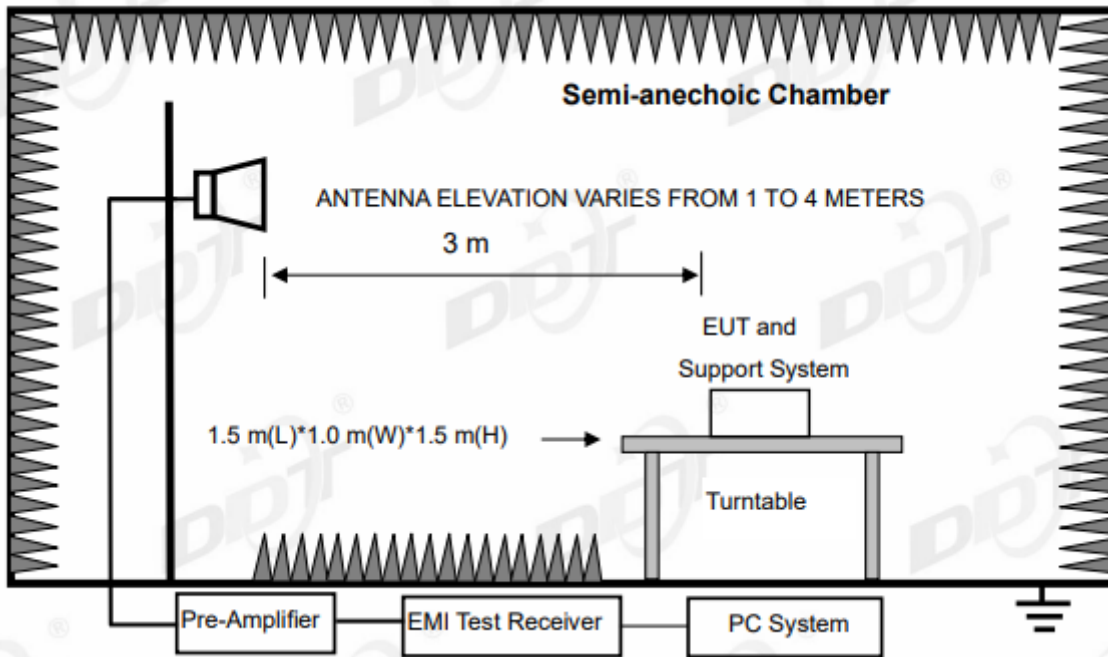 Semi-anechoic Chamber
ANTENNA ELEVATION VARIES FROM 1 TO 4 METERS
3 m
EUT and
Support System
1.5 m(L)*1.0 m(W)*1.5 m(H)
Turntable
Pre-Amplifier
EMI Test Receiver
PC System
DDT